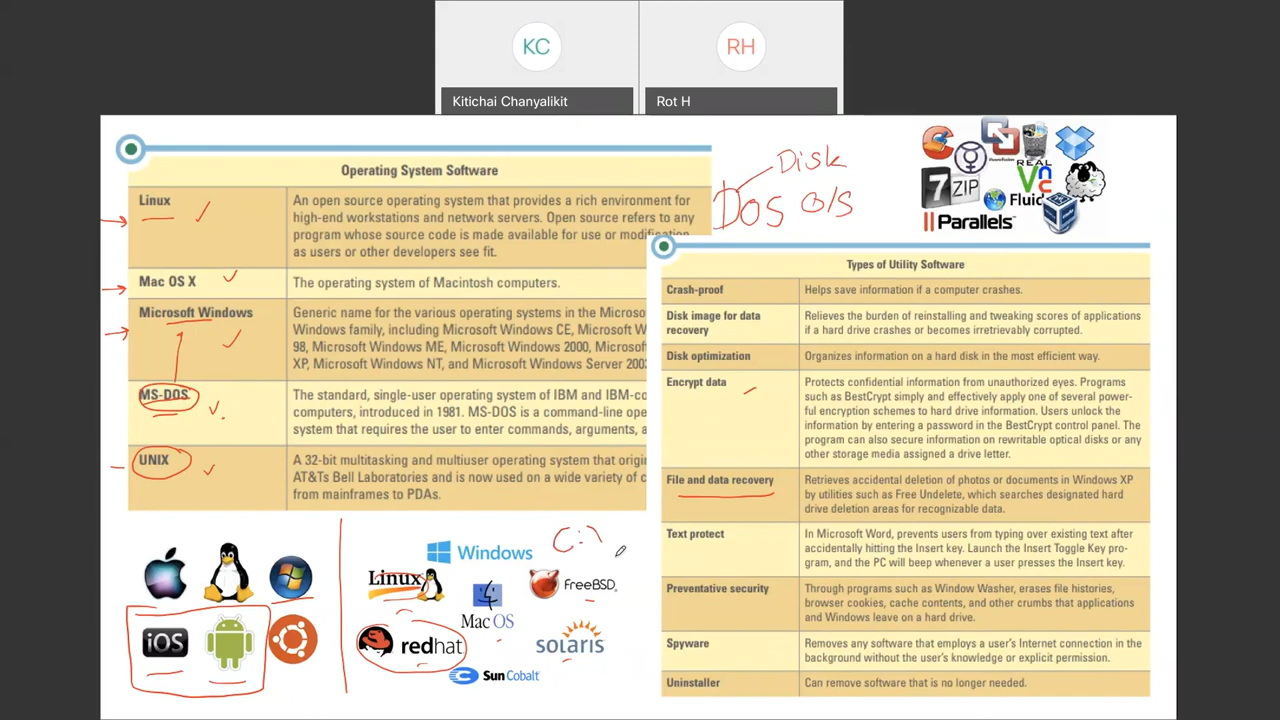 KC
RH
Kitichai Chanyalikit
Rot H
Operating System Software
Linux
An open source operating system that provides a rich environment for
high-end workstations and network servers. Open source refers to any
program whose source code is made available for use or modification
as users or other developers see fit.
Mac OS X
The operating system of Macintosh computers.
Microsoft Windows
Generic name for the various operating systems in the Microso
Windows family, including Microsoft Windows CE, Microsoft W
98, Microsoft Windows ME, Microsoft Windows 2000, Microsof
XP, Microsoft Windows NT, and Microsoft Windows Server 2003
MS-DOS
The standard, single-user operating system of IBM and IBM-co
computers, introduced in 1981. MS-DOS is a command-line ope
system that requires the user to enter commands, arguments, a
UNIX
A 32-bit multitasking and multiuser operating system that origi
AT&Ts Bell Laboratories and is now used on a wide variety of c
from mainframes to PDAs.
Disk
DOS O/S
7 ZIP
REAL
Vnc
Fluid
Parallels
Types of Utility Software
Crash-proof
Helps save information if a computer crashes.
Disk image for data
recovery
Relieves the burden of reinstalling and tweaking scores of applications
if a hard drive crashes or becomes irretrievably corrupted.
Disk optimization
Organizes information on a hard disk in the most efficient way.
Encrypt data
Protects confidential information from unauthorized eyes. Programs
such as BestCrypt simply and effectively apply one of several power-
ful encryption schemes to hard drive information. Users unlock the
information by entering a password in the BestCrypt control panel. The
program can also secure information on rewritable optical disks or any
other storage media assigned a drive letter.
File and data recovery
Retrieves accidental deletion of photos or documents in Windows XP
by utilities such as Free Undelete, which searches designated hard
drive deletion areas for recognizable data.
Text protect
In Microsoft Word, prevents users from typing over existing text after
accidentally hitting the Insert key. Launch the Insert Toggle Key pro-
gram, and the PC will beep whenever a user presses the Insert key.
Preventative security
Through programs such as Window Washer, erases file histories,
browser cookies, cache contents, and other crumbs that applications
and Windows leave on a hard drive.
Spyware
Removes any software that employs a user's Internet connection in the
background without the user's knowledge or explicit permission.
Uninstaller
Can remove software that is no longer needed.
iOS
Windows
C:\
Linux
FreeBSD
Mac OS
redhat
solaris
Sun Cobalt